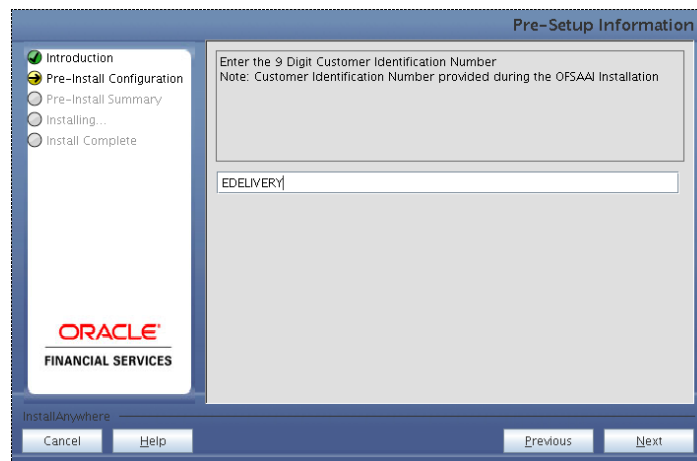 Pre-Setup Information
Introduction
Pre-Install Configuration
Pre-Install Summary
Installing...
Install Complete
ORACLE'
FINANCIAL SERVICES
Enter the 9 Digit Customer Identification Number
Note: Customer Identification Number provided during the OFSAAI Installation
EDELIVERY
InstallAnywhere
Cancel
Help
Previous
Next